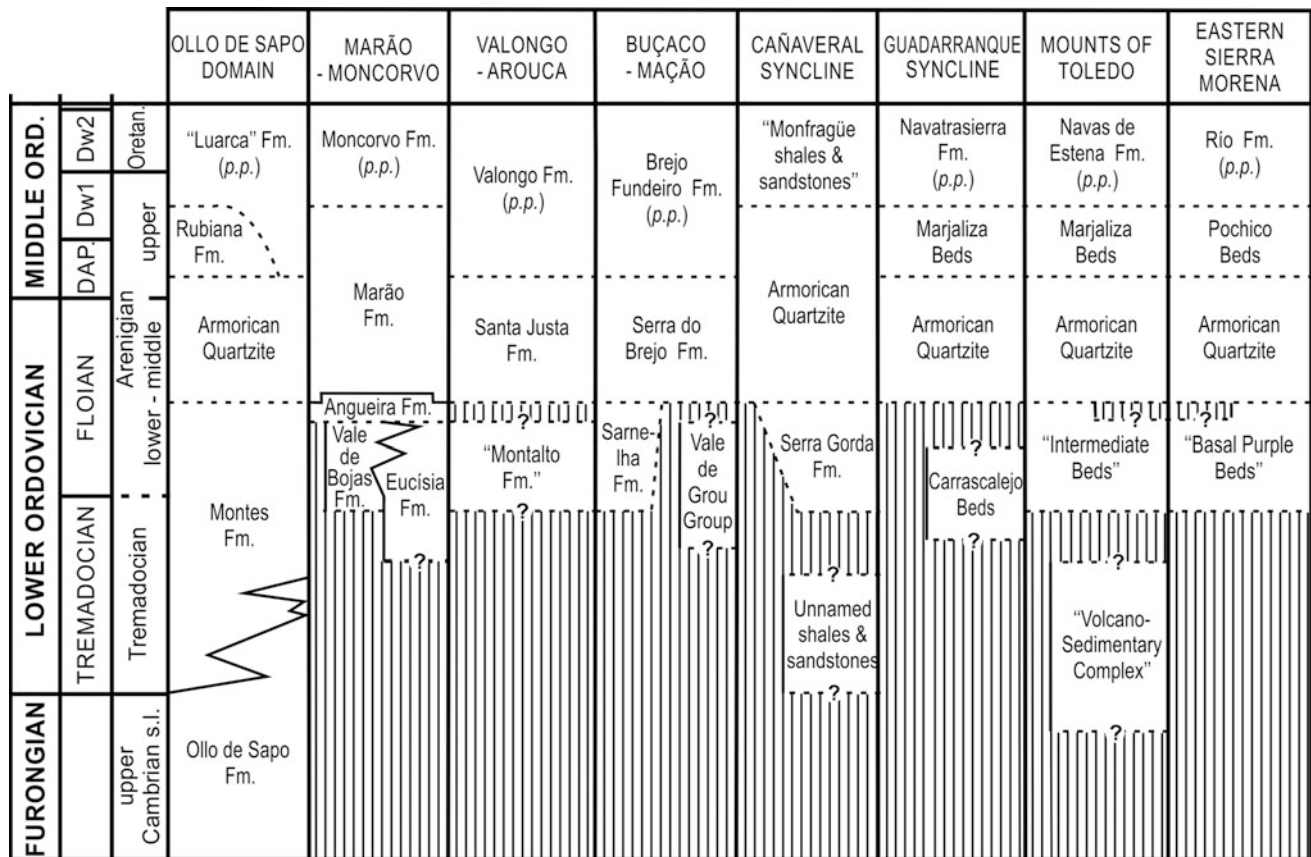 OLLO DE SAPO
DOMAIN
MARÃO
- MONCORVO
VALONGO
- AROUCA
BUÇACO
- MAÇÃO
CAÑAVERAL
SYNCLINE
GUADARRANQUE
SYNCLINE
MOUNTS OF
TOLEDO
EASTERN
SIERRA
MORENA
MIDDLE ORD.
LOWER ORDOVICIAN
FURONGIAN
Dw2
Dw1
DAP.
FLOIAN
TREMADOCIAN
Oretan.
upper
Arenigian
lower - middle
Tremadocian
upper
Cambrian s.l.
“Luarca” Fm.
(p.p.)
Rubiana
Fm.
Armorican
Quartzite
Montes
Fm.
Ollo de Sapo
Fm.
Moncorvo Fm.
(p.p.)
Marão
Fm.
Angueira Fm.
Vale
de
Bojas
Fm.
Eucísia
Fm.
?
Valongo Fm.
(p.p.)
Santa Justa
Fm.
?
“Montalto
Fm.”
?
Brejo
Fundeiro Fm.
(p.p.)
Serra do
Brejo Fm.
Sarne-
lha
Fm.
?
Vale
de
Grou
Group
?
“Monfragüe
shales &
sandstones”
Armorican
Quartzite
Serra Gorda
Fm.
?
Unnamed
shales &
sandstones
?
Navatrasierra
Fm.
(p.p.)
Marjaliza
Beds
Armorican
Quartzite
?
Carrascalejo
Beds
?
Navas de
Estena Fm.
(p.p.)
Marjaliza
Beds
Armorican
Quartzite
?
“Intermediate
Beds”
?
“Volcano-
Sedimentary
Complex”
?
Río Fm.
(p.p.)
Pochico
Beds
Armorican
Quartzite
?
“Basal Purple
Beds”